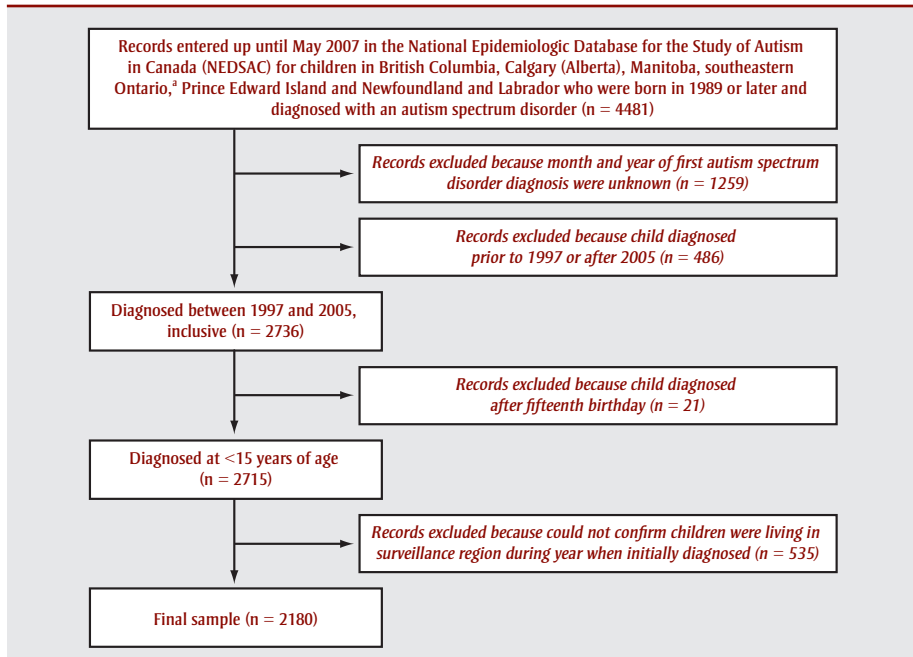 Records entered up until May 2007 in the National Epidemiologic Database for the Study of Autism
in Canada (NEDSAC) for children in British Columbia, Calgary (Alberta), Manitoba, southeastern
Ontario,ª Prince Edward Island and Newfoundland and Labrador who were born in 1989 or later and
diagnosed with an autism spectrum disorder (n = 4481)
Records excluded because month and year of first autism spectrum
disorder diagnosis were unknown (n = 1259)
Records excluded because child diagnosed
prior to 1997 or after 2005 (n = 486)
Diagnosed between 1997 and 2005,
inclusive (n = 2736)
Records excluded because child diagnosed
after fifteenth birthday (n = 21)
Diagnosed at <15 years of age
(n = 2715)
Records excluded because could not confirm children were living in
surveillance region during year when initially diagnosed (n = 535)
Final sample (n = 2180)